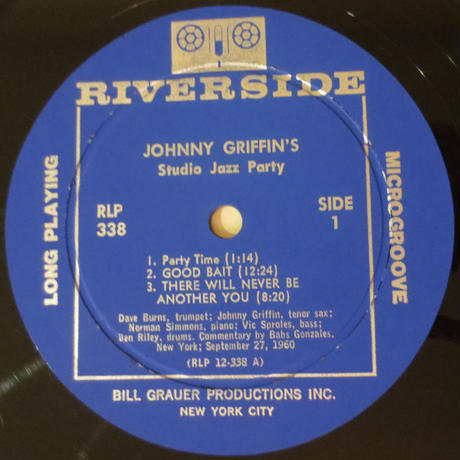 RIVERSIDE
JOHNNY GRIFFIN'S
Studio Jazz Party
LONG PLAYING
MICROGROOVE
RLP
338
SIDE
1
1. Party Time (1:14)
2. GOOD BAIT (12:24)
3. THERE WILL NEVER BE
ANOTHER YOU (8:20)
Dave Burns, trumpet; Johnny Griffin, tenor sax;
Norman Simmons, piano; Vic Sproles, bass;
Ben Riley, drums. Commentary by Babs Gonzales.
New York; September 27, 1960
(RLP 12-338 A)
BILL GRAUER PRODUCTIONS INC.
NEW YORK CITY